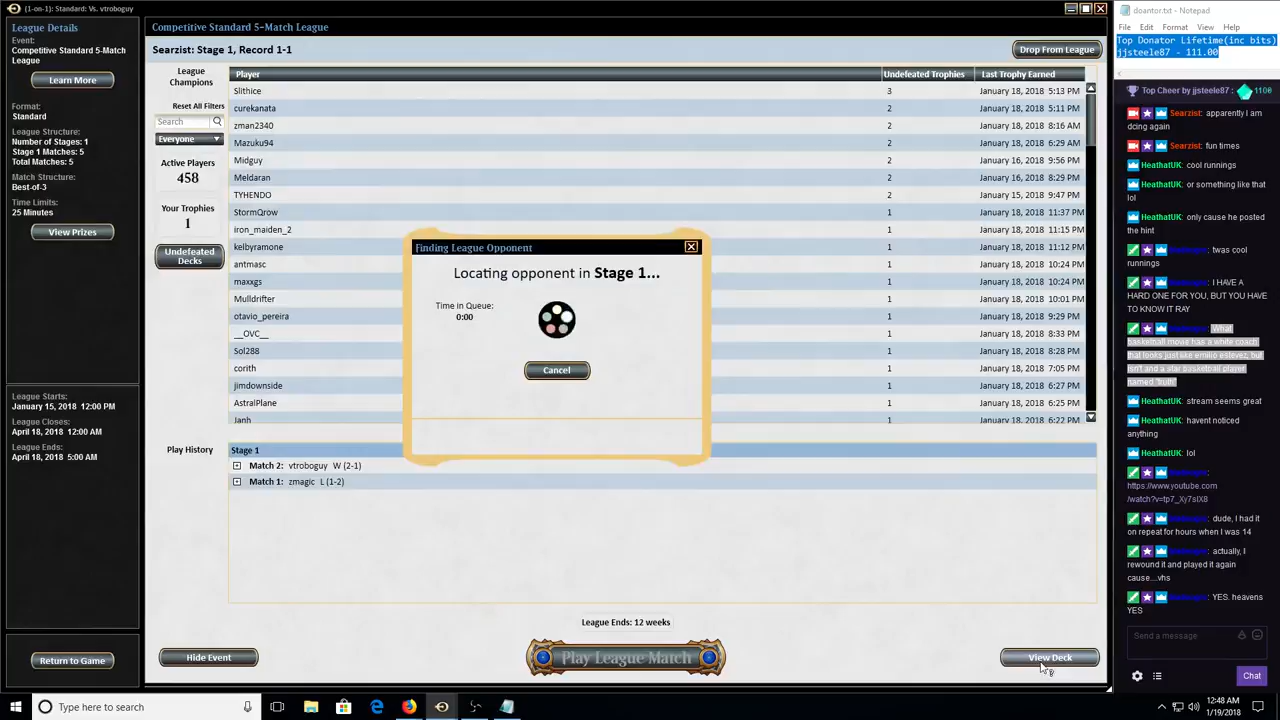 (1-on-1): Standard: Vs. vtroboguy
League Details
Event:
Competitive Standard 5-Match
League
Learn More
Format:
Standard
League Structure:
Number of Stages: 1
Stage 1 Matches: 5
Total Matches: 5
Match Structure:
Best-of-3
Time Limits:
25 Minutes
View Prizes
League Starts:
January 15, 2018 12:00 PM
League Closes:
April 18, 2018 12:00 AM
League Ends:
April 18, 2018 5:00 AM
Return to Game
Competitive Standard 5-Match League
Searzist: Stage 1, Record 1-1
Drop From League
League
Champions
Reset All Filters
Search
Everyone
Active Players
458
Your Trophies
1
Undefeated
Decks
Player Undefeated Trophies Last Trophy Earned
Slithice 3 January 18, 2018 5:13 PM
curekanata 2 January 18, 2018 5:11 PM
zman2340 2 January 18, 2018 8:16 AM
Mazuku94 2 January 18, 2018 6:29 AM
Midguy 2 January 16, 2018 9:56 PM
Meldaran 2 January 16, 2018 8:29 PM
TYHENDO 2 January 15, 2018 9:47 PM
StormQrow 1 January 18, 2018 11:37 PM
iron_maiden_2 1 January 18, 2018 11:15 PM
kelbyramone 1 January 18, 2018 11:12 PM
antmasc 1 January 18, 2018 10:24 PM
maxxgs 1 January 18, 2018 10:24 PM
Mulldrifter 1 January 18, 2018 10:01 PM
otavio_pereira 1 January 18, 2018 9:29 PM
__OVC__ 1 January 18, 2018 8:33 PM
Sol288 1 January 18, 2018 8:28 PM
corith 1 January 18, 2018 7:05 PM
jimdownside 1 January 18, 2018 6:27 PM
AstralPlane 1 January 18, 2018 6:25 PM
Janh 1 January 18, 2018 6:22 PM
Finding League Opponent
Locating opponent in Stage 1...
Time in Queue:
0:00
Cancel
Play History
Stage 1
Match 2: vtroboguy W (2-1)
Match 1: zmagic L (1-2)
League Ends: 12 weeks
Hide Event
Play League Match
View Deck
doantor.txt - Notepad
File Edit Format View Help
Top Donator Lifetime(inc bits)
jjsteele87 - 111.00
Top Cheer by jjsteele87 : 1100
Searzist: apparently I am
dcing again
Searzist: fun times
HeathatUK: cool runnings
HeathatUK: or something like that
lol
HeathatUK: only cause he posted
the hint
: twas cool
runnings
: I HAVE A
HARD ONE FOR YOU, BUT YOU HAVE
TO KNOW IT RAY
: What
basketball move has a white coach
that looks just like emilio estevez, but
isn't and a star basketball player
named "truth"
HeathatUK: stream seems great
HeathatUK: havent noticed
anything
HeathatUK: lol
:
https://www.youtube.com
/watch?v=tp7_Xy7sIX8
: dude, I had it
on repeat for hours when I was 14
: actually, I
rewound it and played it again
cause...vhs
: YES. heavens
YES
Send a message
Chat
Type here to search
12:48 AM
1/19/2018